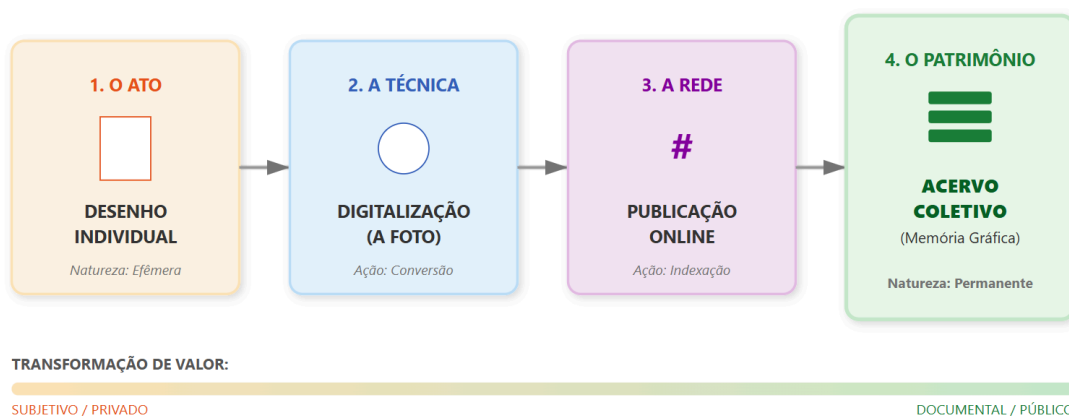 1. O ATO
DESENHO
INDIVIDUAL
Natureza: Efêmera
2. A TÉCNICA
DIGITALIZAÇÃO
(A FOTO)
Ação: Conversão
3. A REDE
#
PUBLICAÇÃO
ONLINE
Ação: Indexação
4. O PATRIMÔNIO
ACERVO
COLETIVO
(Memória Gráfica)
Natureza: Permanente
TRANSFORMAÇÃO DE VALOR:
SUBJETIVO / PRIVADO
DOCUMENTAL / PÚBLICO